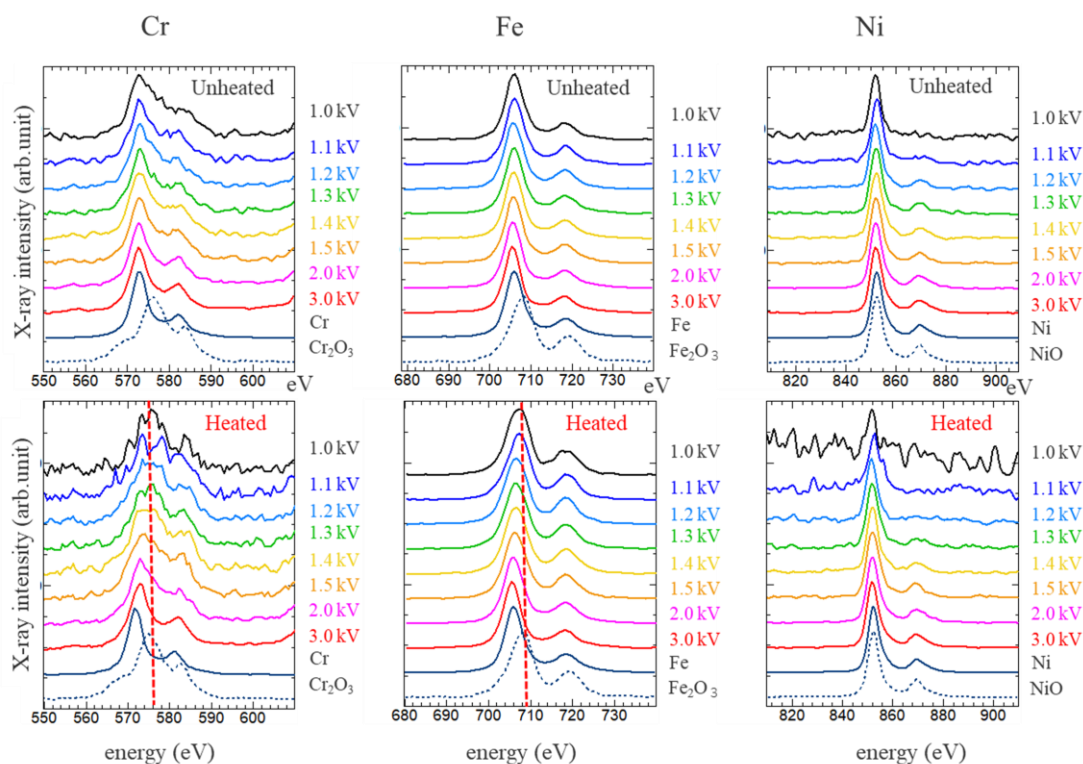 Cr
Fe
Ni
X-ray intensity (arb.unit)
Unheated
1.0 kV
1.1 kV
1.2 kV
1.3 kV
1.4 kV
1.5 kV
2.0 kV
3.0 kV
Cr
Cr₂O₃
550 560 570 580 590 600 eV
Unheated
1.0 kV
1.1 kV
1.2 kV
1.3 kV
1.4 kV
1.5 kV
2.0 kV
3.0 kV
Fe
Fe₂O₃
680 690 700 710 720 730
Unheated
1.0 kV
1.1 kV
1.2 kV
1.3 kV
1.4 kV
1.5 kV
2.0 kV
3.0 kV
Ni
NiO
820 840 860 880 900 eV
X-ray intensity (arb.unit)
Heated
1.0 kV
1.1 kV
1.2 kV
1.3 kV
1.4 kV
1.5 kV
2.0 kV
3.0 kV
Cr
Cr₂O₃
550 560 570 580 590 600
energy (eV)
Heated
1.0 kV
1.1 kV
1.2 kV
1.3 kV
1.4 kV
1.5 kV
2.0 kV
3.0 kV
Fe
Fe₂O₃
680 690 700 710 720 730
energy (eV)
Heated
1.0 kV
1.1 kV
1.2 kV
1.3 kV
1.4 kV
1.5 kV
2.0 kV
3.0 kV
Ni
NiO
820 840 860 880 900
energy (eV)